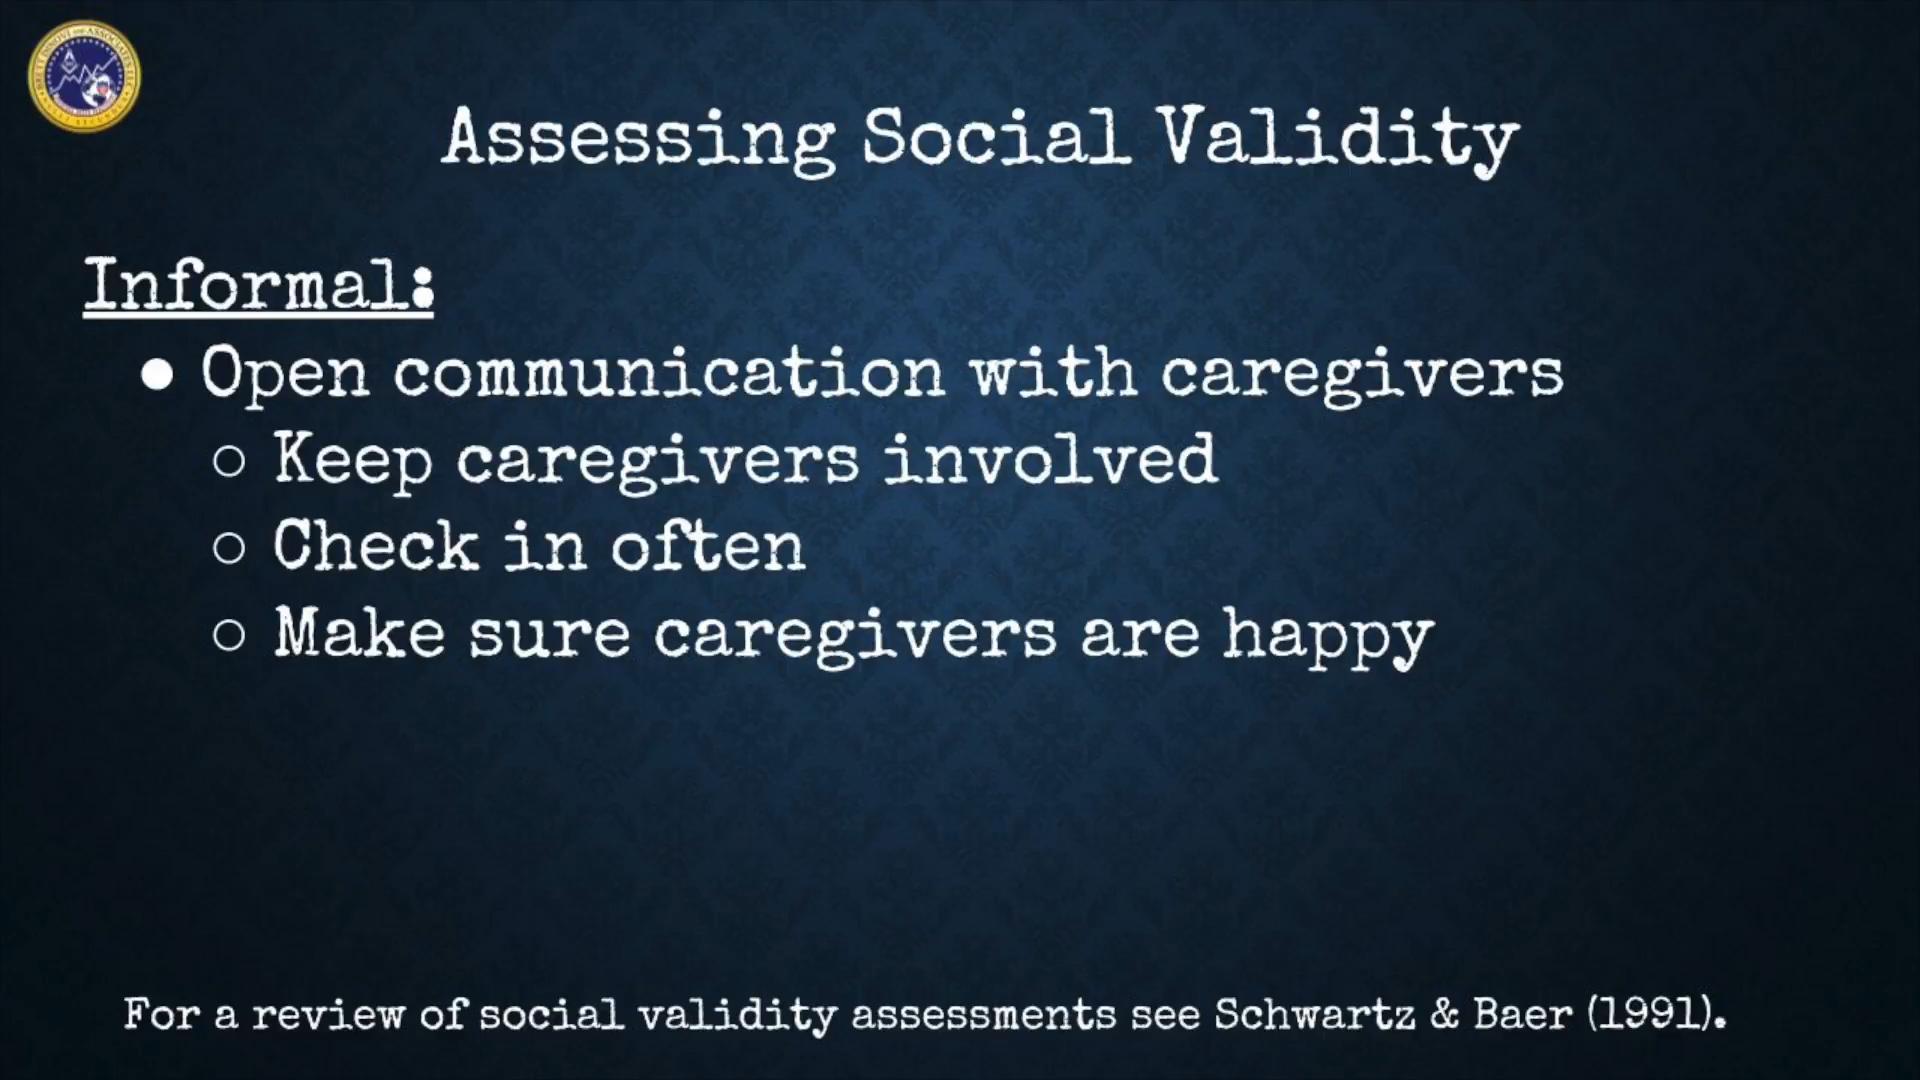 Assessing Social Validity
Informal:
● Open communication with caregivers
○ Keep caregivers involved
○ Check in often
○ Make sure caregivers are happy
For a review of social validity assessments see Schwartz & Baer (1991).